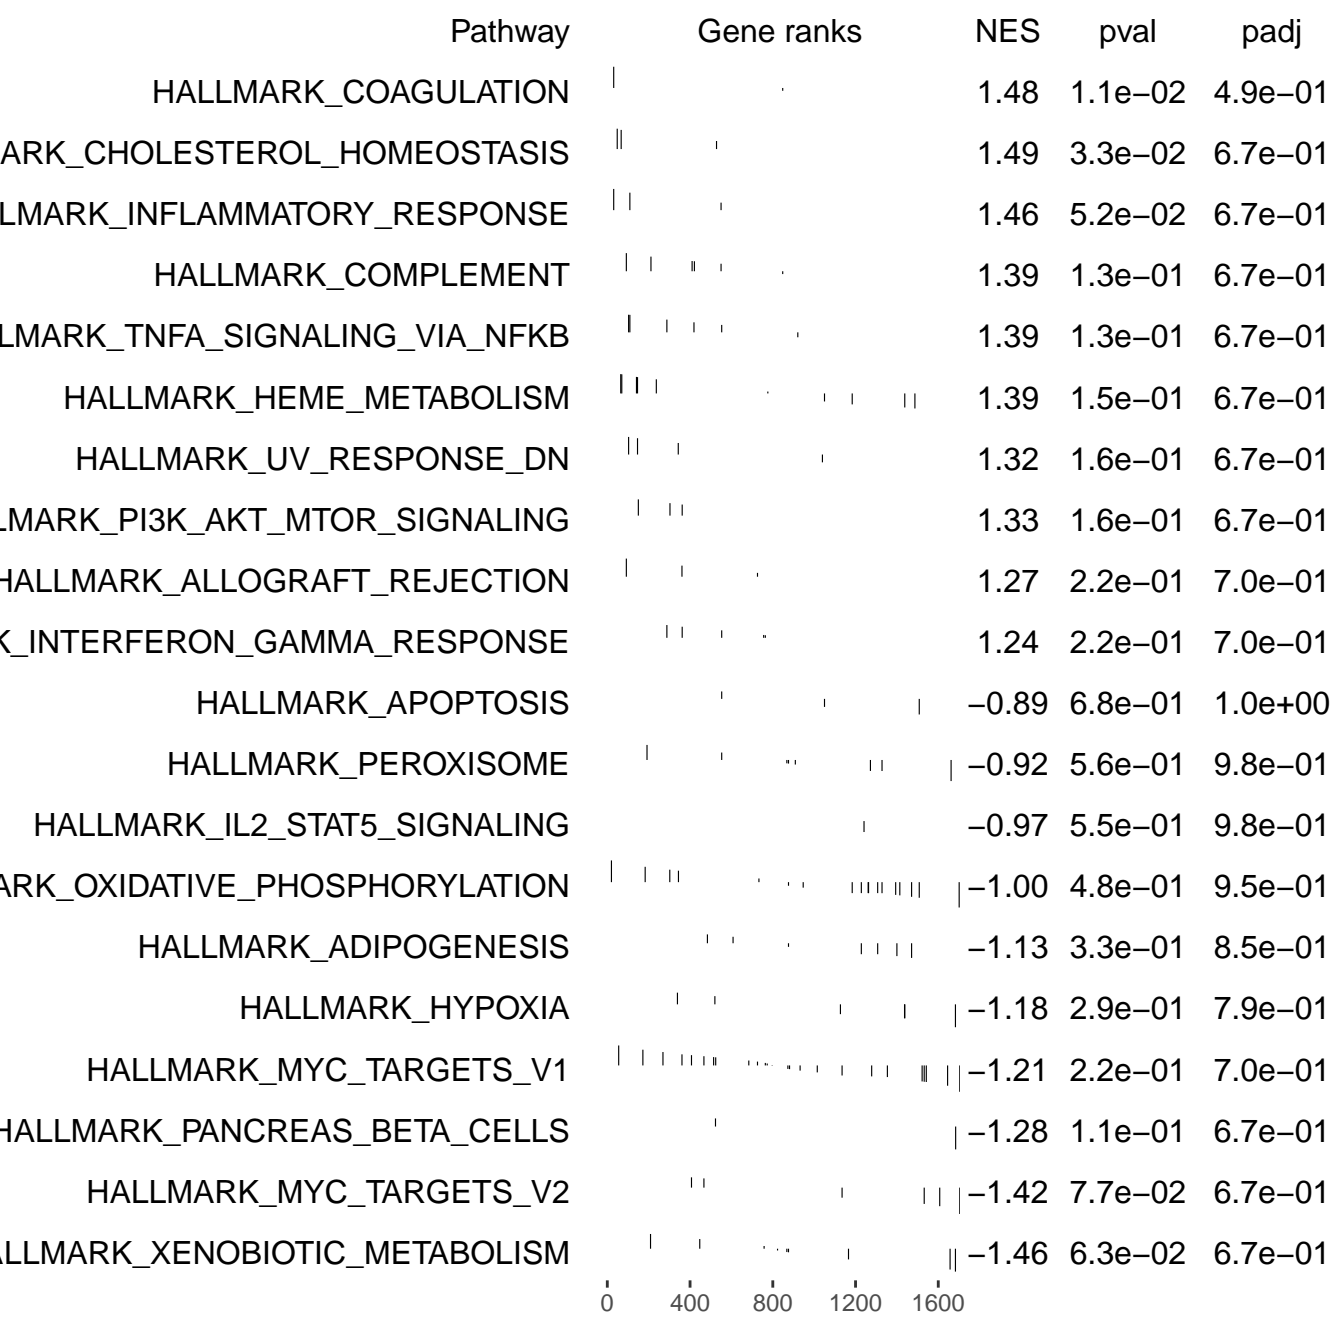 Pathway Gene ranks NES pval padj
HALLMARK_COAGULATION 1.48 1.1e−02 4.9e−01
ARK_CHOLESTEROL_HOMEOSTASIS 1.49 3.3e−02 6.7e−01
LMARK_INFLAMMATORY_RESPONSE 1.46 5.2e−02 6.7e−01
HALLMARK_COMPLEMENT 1.39 1.3e−01 6.7e−01
LMARK_TNFA_SIGNALING_VIA_NFKB 1.39 1.3e−01 6.7e−01
HALLMARK_HEME_METABOLISM 1.39 1.5e−01 6.7e−01
HALLMARK_UV_RESPONSE_DN 1.32 1.6e−01 6.7e−01
LMARK_PI3K_AKT_MTOR_SIGNALING 1.33 1.6e−01 6.7e−01
HALLMARK_ALLOGRAFT_REJECTION 1.27 2.2e−01 7.0e−01
K_INTERFERON_GAMMA_RESPONSE 1.24 2.2e−01 7.0e−01
HALLMARK_APOPTOSIS −0.89 6.8e−01 1.0e+00
HALLMARK_PEROXISOME −0.92 5.6e−01 9.8e−01
HALLMARK_IL2_STAT5_SIGNALING −0.97 5.5e−01 9.8e−01
ARK_OXIDATIVE_PHOSPHORYLATION −1.00 4.8e−01 9.5e−01
HALLMARK_ADIPOGENESIS −1.13 3.3e−01 8.5e−01
HALLMARK_HYPOXIA −1.18 2.9e−01 7.9e−01
HALLMARK_MYC_TARGETS_V1 −1.21 2.2e−01 7.0e−01
HALLMARK_PANCREAS_BETA_CELLS −1.28 1.1e−01 6.7e−01
HALLMARK_MYC_TARGETS_V2 −1.42 7.7e−02 6.7e−01
ALLMARK_XENOBIOTIC_METABOLISM −1.46 6.3e−02 6.7e−01
0 400 800 1200 1600